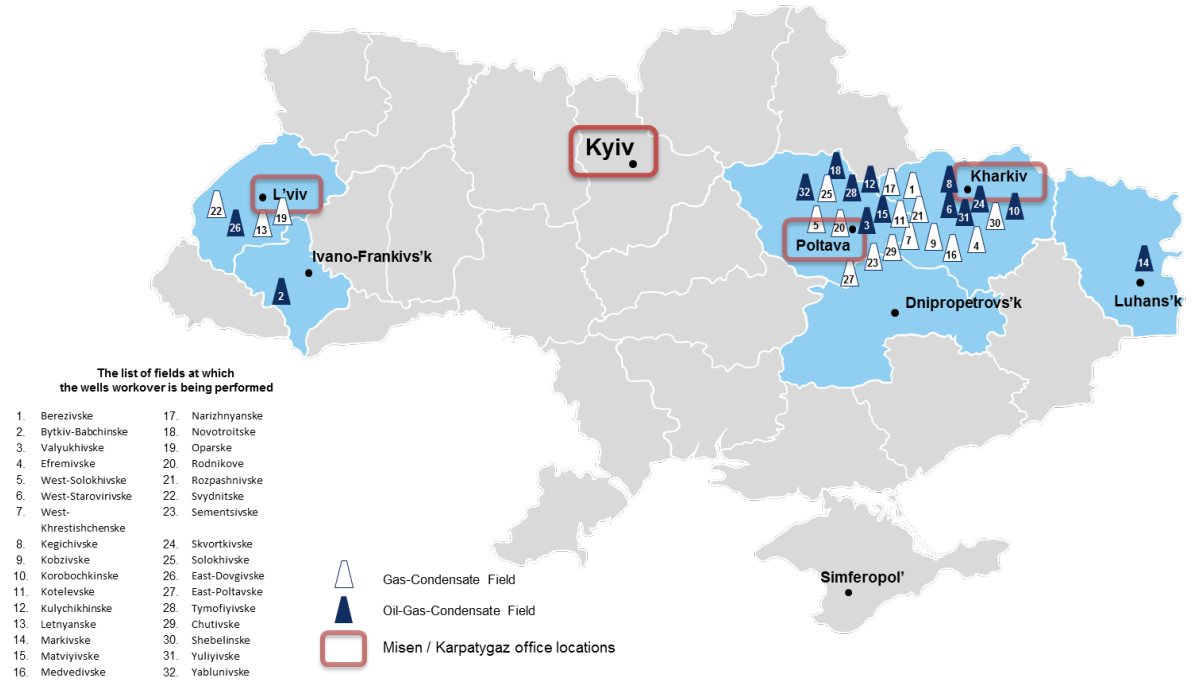 Kyiv
L'viv
22
26
13
19
Ivano-Frankivs'k
2
18
32
25
28
12
17
1
8
Kharkiv
24
5
20
3
15
11
21
6
31
10
30
Poltava
7
9
4
29
16
23
27
14
Luhans'k
Dnipropetrovs'k
Simferopol'
The list of fields at which
the wells workover is being performed
1. Berezivske
2. Bytkiv-Babchinske
3. Valyukhivske
4. Efremivske
5. West-Solokhivske
6. West-Starovirivske
7. West-
Khrestishchenske
8. Kegichivske
9. Kobzivske
10. Korobochkinske
11. Kotelevske
12. Kulychikhinske
13. Letnyanske
14. Markivske
15. Matviyivske
16. Medvedivske
17. Narizhnyanske
18. Novotroitske
19. Oparske
20. Rodnikove
21. Rozpashnivske
22. Svydnitske
23. Sementsivske
24. Skvortkivske
25. Solokhivske
26. East-Dovgivske
27. East-Poltavske
28. Tymofiyivske
29. Chutivske
30. Shebelinske
31. Yuliyivske
32. Yablunivske
Gas-Condensate Field
Oil-Gas-Condensate Field
Misen / Karpatygaz office locations